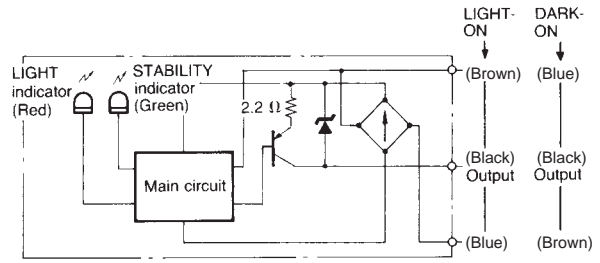 LIGHT-
ON
DARK-
ON
LIGHT
indicator
(Red)
STABILITY
indicator
(Green)
2.2 Ω
Main circuit
(Brown)
(Blue)
(Black)
Output
(Black)
Output
(Blue)
(Brown)